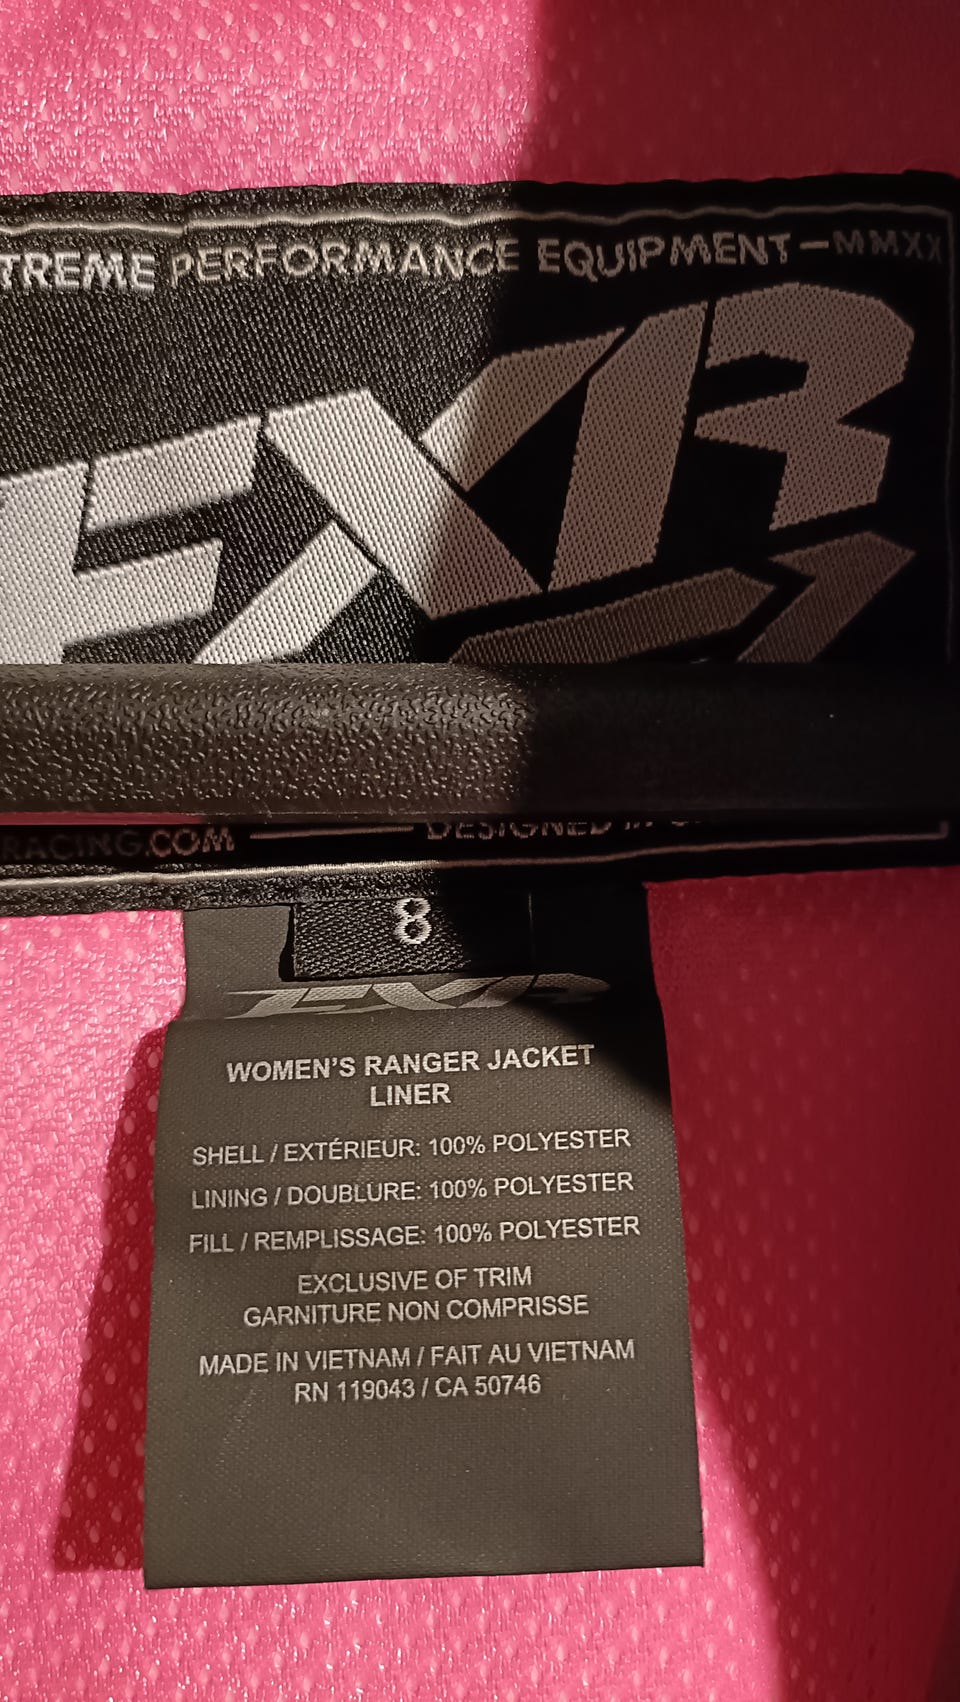 TREME PERFORMANCE EQUIPMENT—MMXX
FXR
RACING.COM — DESIGNED
8
FXR
WOMEN'S RANGER JACKET
LINER
SHELL / EXTÉRIEUR: 100% POLYESTER
LINING / DOUBLURE: 100% POLYESTER
FILL / REMPLISSAGE: 100% POLYESTER
EXCLUSIVE OF TRIM
GARNITURE NON COMPRISSE
MADE IN VIETNAM / FAIT AU VIETNAM
RN 119043 / CA 50746